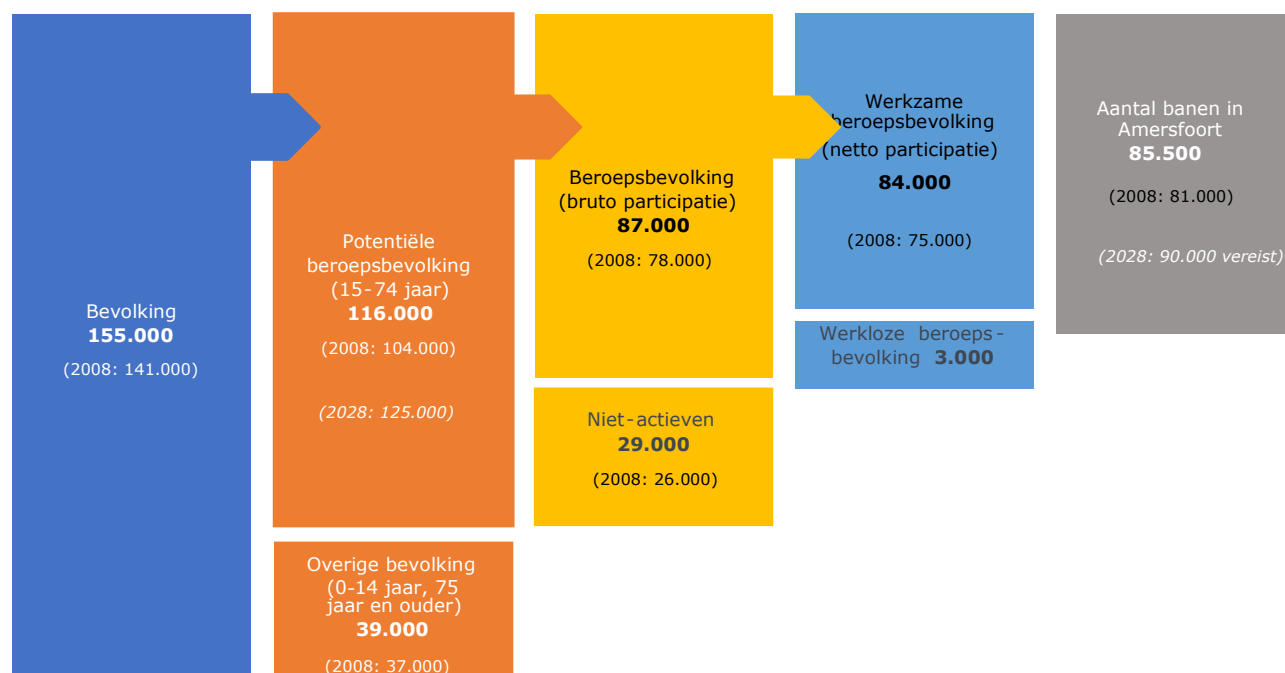 Bevolking
155.000
(2008: 141.000)
Potentiële
beroepsbevolking
(15-74 jaar)
116.000
(2008: 104.000)
(2028: 125.000)
Overige bevolking
(0-14 jaar, 75
jaar en ouder)
39.000
(2008: 37.000)
Beroepsbevolking
(bruto participatie)
87.000
(2008: 78.000)
Niet-actieven
29.000
(2008: 26.000)
Werkzame
beroepsbevolking
(netto participatie)
84.000
(2008: 75.000)
Werkloze beroeps-
bevolking 3.000
Aantal banen in
Amersfoort
85.500
(2008: 81.000)
(2028: 90.000 vereist)